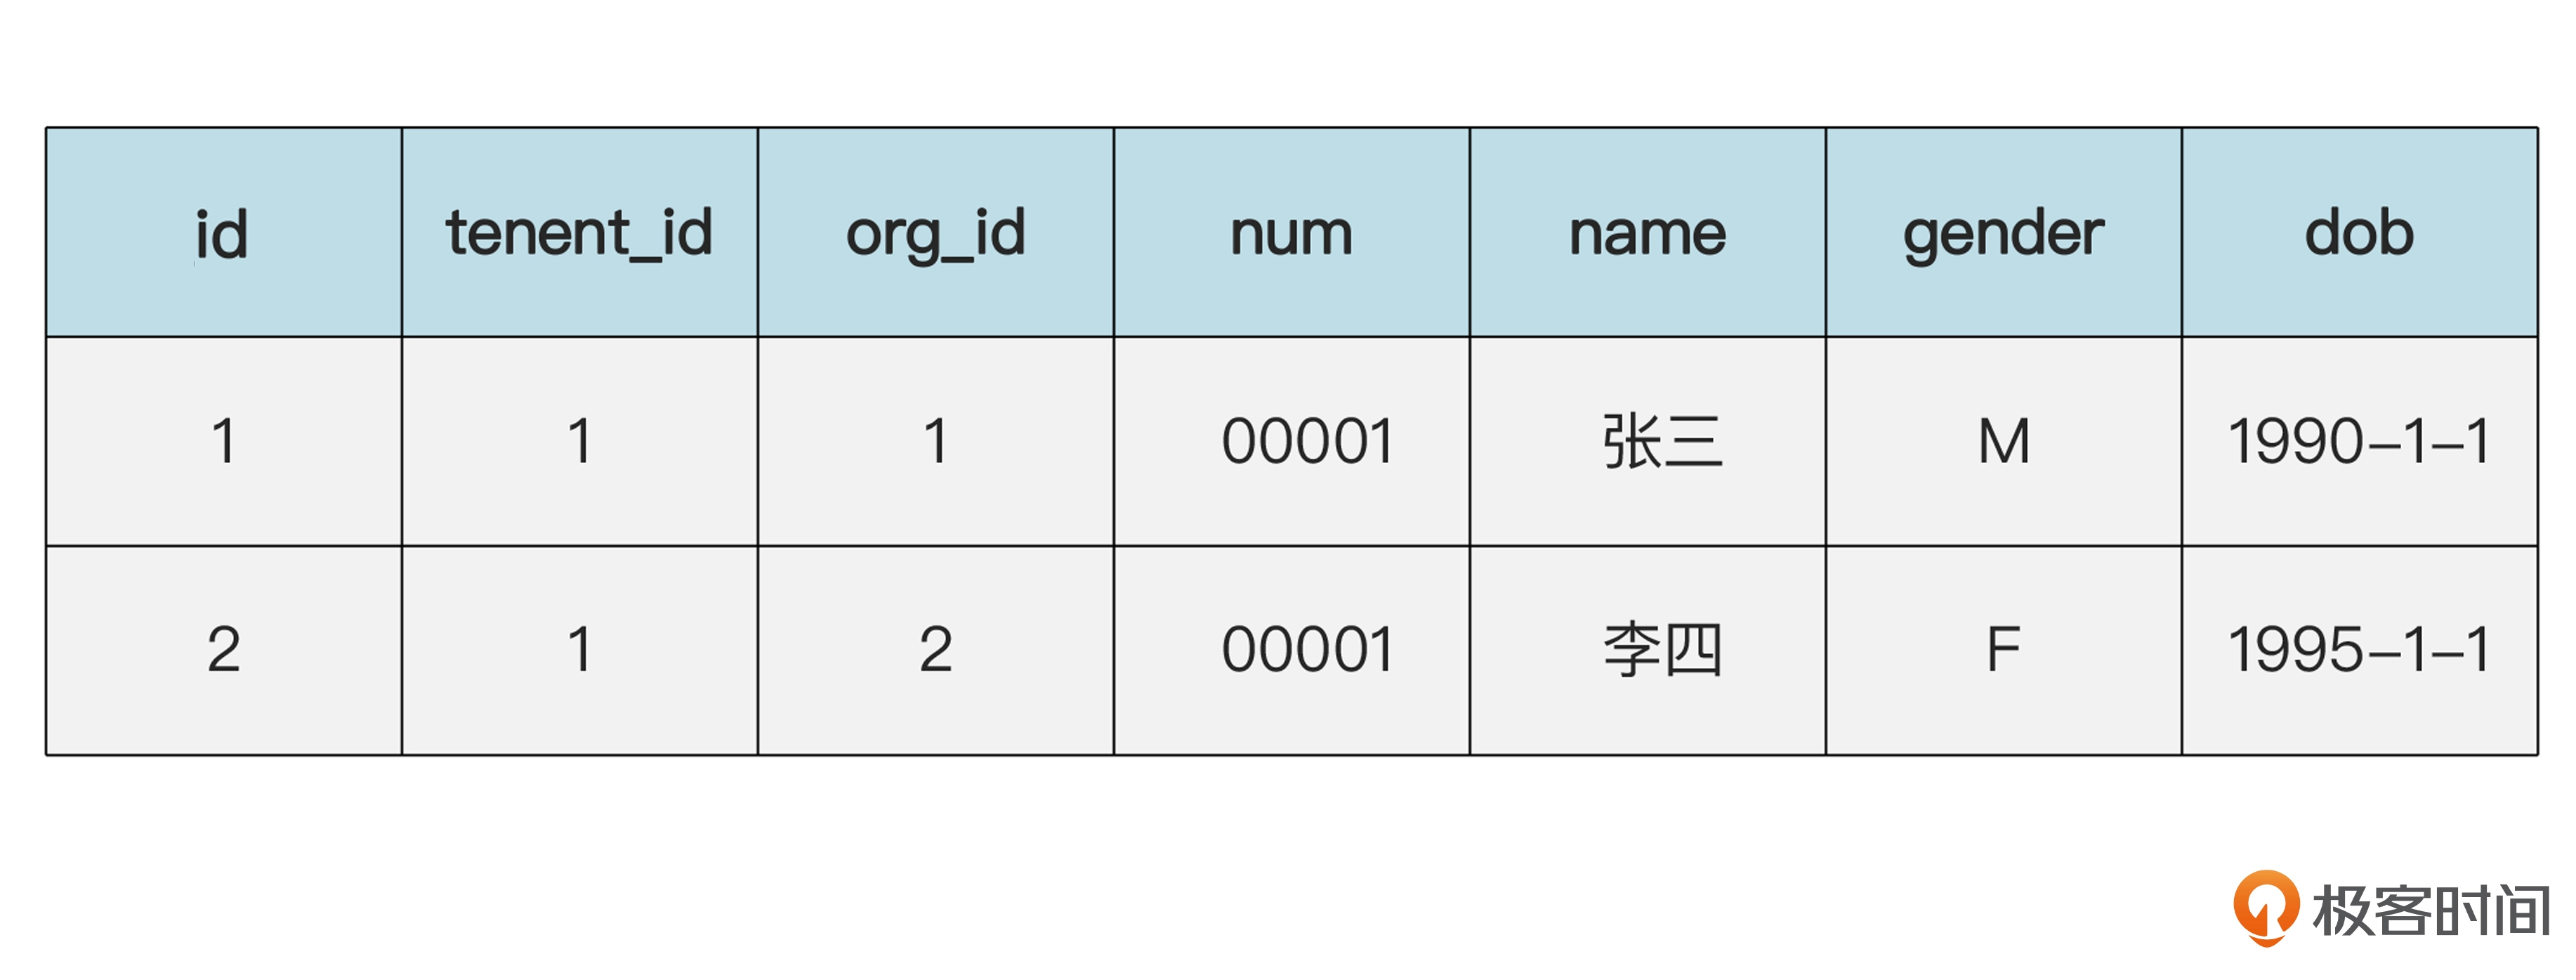 id tenent_id org_id num name gender dob
1 1 1 00001 张三 M 1990–1–1
2 1 2 00001 李四 F 1995–1–1
极客时间